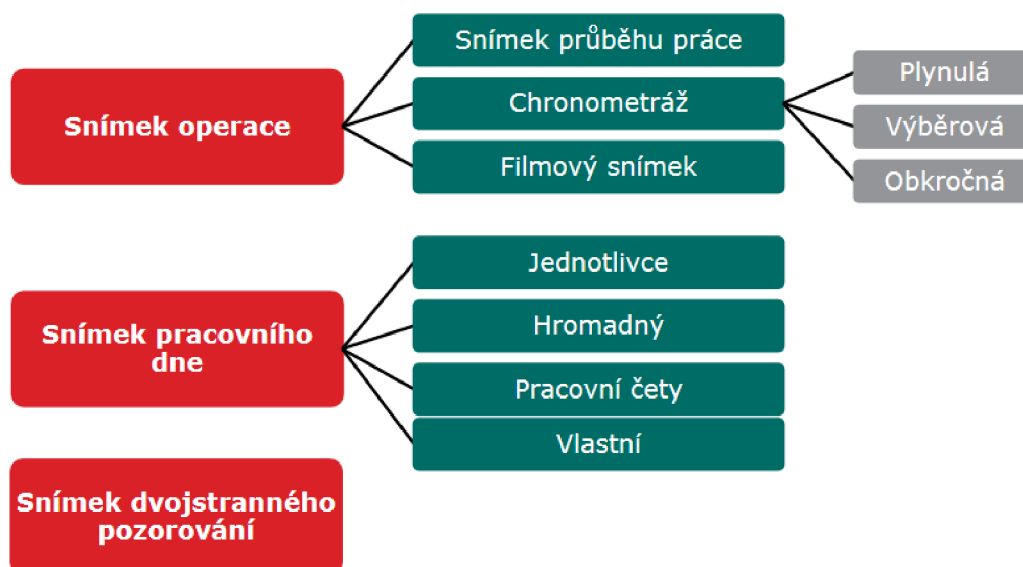 Snímek operace
Snímek průběhu práce
Chronometráž
Filmový snímek
Plynulá
Výběrová
Obkročná
Snímek pracovního
dne
Jednotlivce
Hromadný
Pracovní čety
Vlastní
Snímek dvojstranného
pozorování